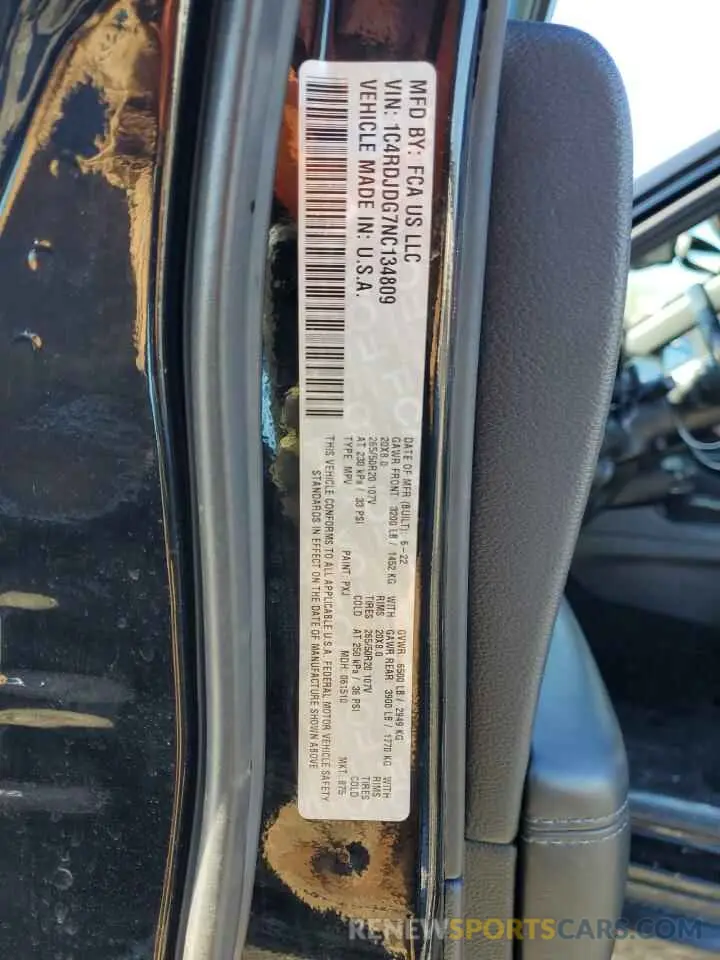 MFD BY: FCA US LLC
VIN: 1C4RDJDG7NC134809
VEHICLE MADE IN: U.S.A.
DATE OF MFR (BUILT): 6-22 GVWR: 6500 LB / 2949 KG
GAWR FRONT: 3200 LB / 1452 KG WITH GAWR REAR 3900 LB / 1770 KG WITH
20X8.0 RIMS 20X8.0 RIMS
265/50R20 107V TIRES 265/50R20 107V TIRES
AT 230 kPa / 33 PSI COLD AT 250 kPa / 36 PSI COLD
TYPE: MPV PAINT: PXJ MDH: 061510 MKT: 875
THIS VEHICLE CONFORMS TO ALL APPLICABLE U.S.A. FEDERAL MOTOR VEHICLE SAFETY
STANDARDS IN EFFECT ON THE DATE OF MANUFACTURE SHOWN ABOVE
RENEWSPORTSCARS.COM